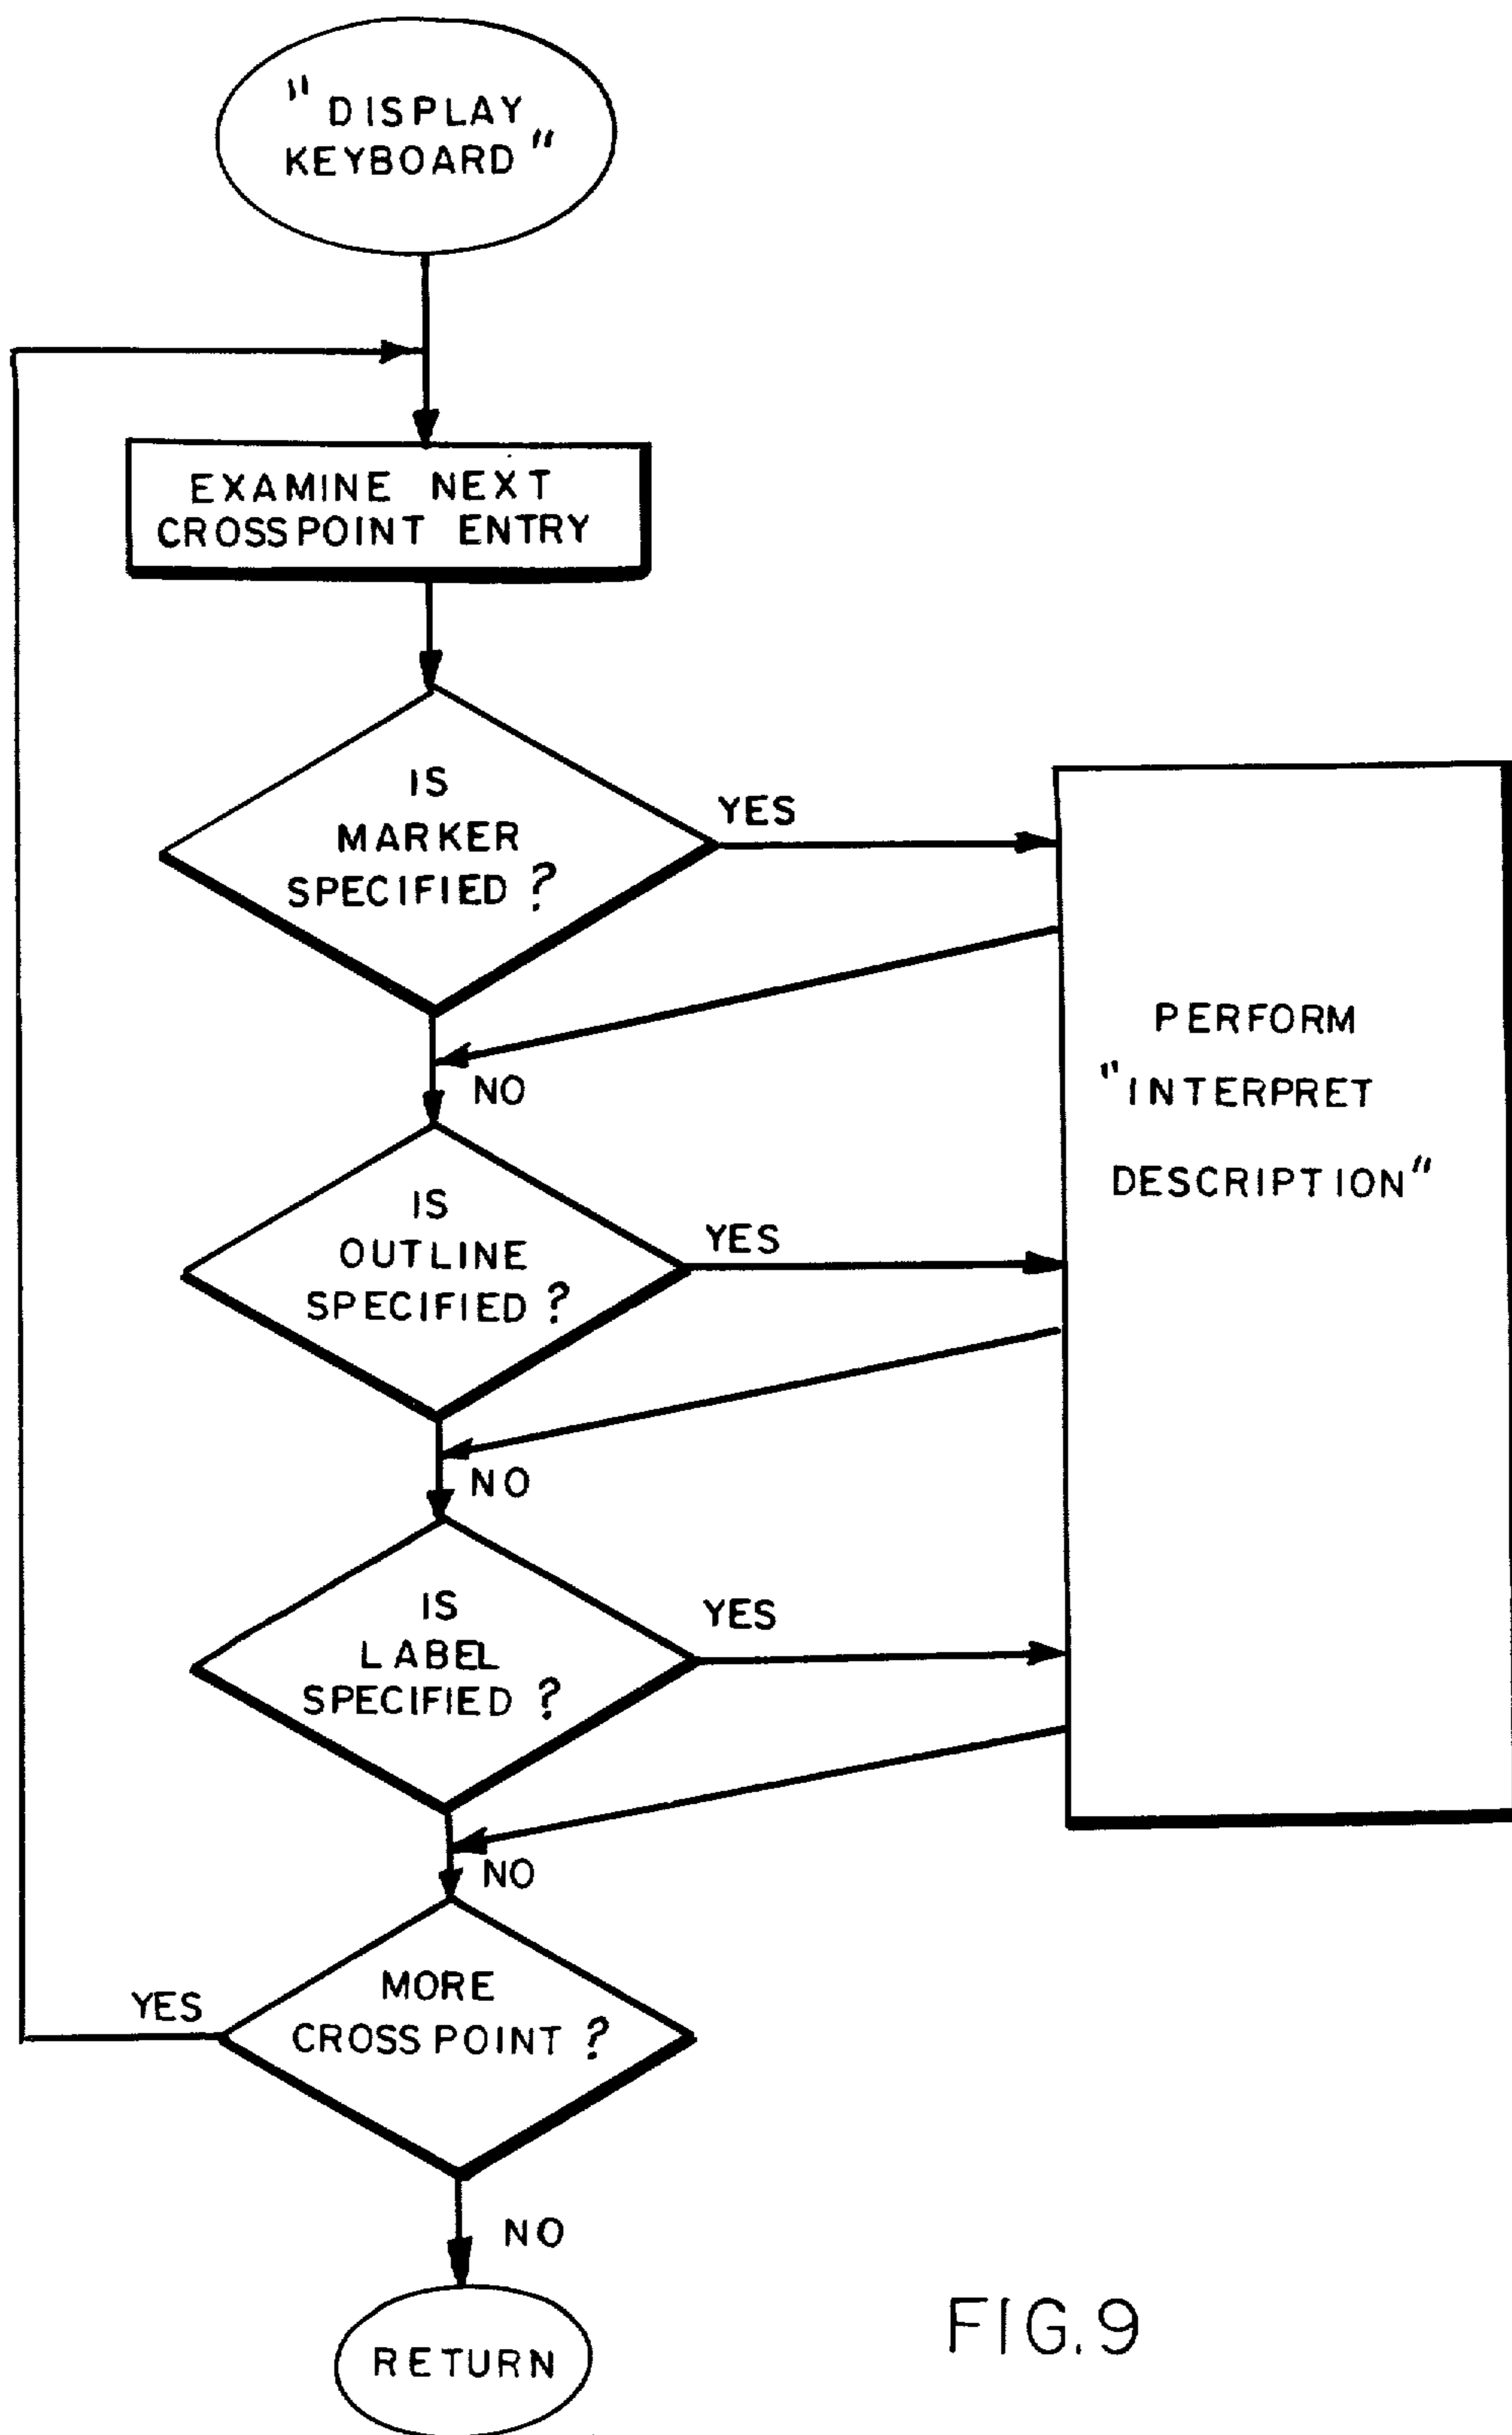 "DISPLAY
KEYBOARD"
EXAMINE NEXT
CROSSPOINT ENTRY
IS
MARKER
SPECIFIED?
YES
NO
PERFORM
"INTERPRET
DESCRIPTION"
IS
OUTLINE
SPECIFIED?
YES
NO
IS
LABEL
SPECIFIED?
YES
NO
MORE
CROSSPOINT?
YES
NO
RETURN
FIG.9